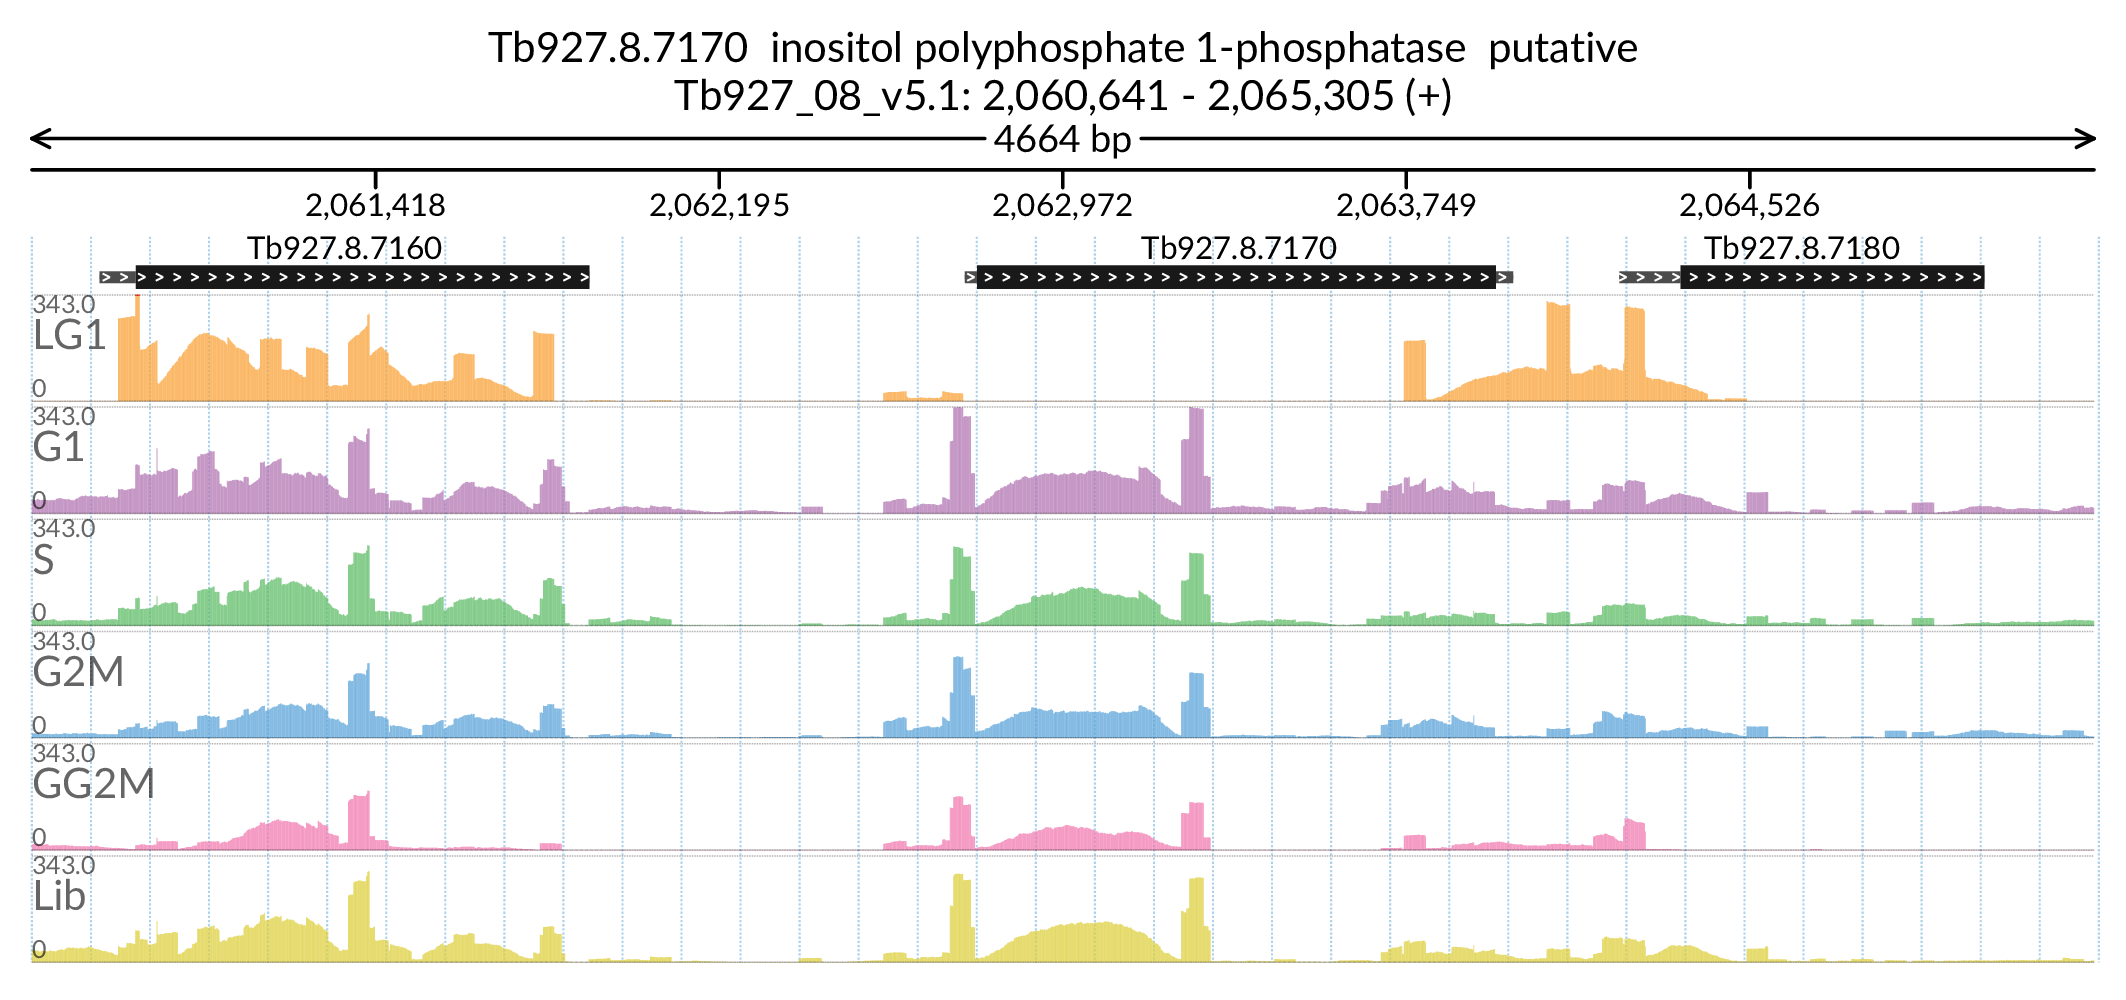 Tb927.8.7170 inositol polyphosphate 1-phosphatase putative
Tb927_08_v5.1: 2,060,641 - 2,065,305 (+)
4664 bp
2,061,418 2,062,195 2,062,972 2,063,749 2,064,526
Tb927.8.7160 Tb927.8.7170 Tb927.8.7180
343.0
LG1
0
343.0
G1
0
343.0
S
0
343.0
G2M
0
343.0
GG2M
0
343.0
Lib
0